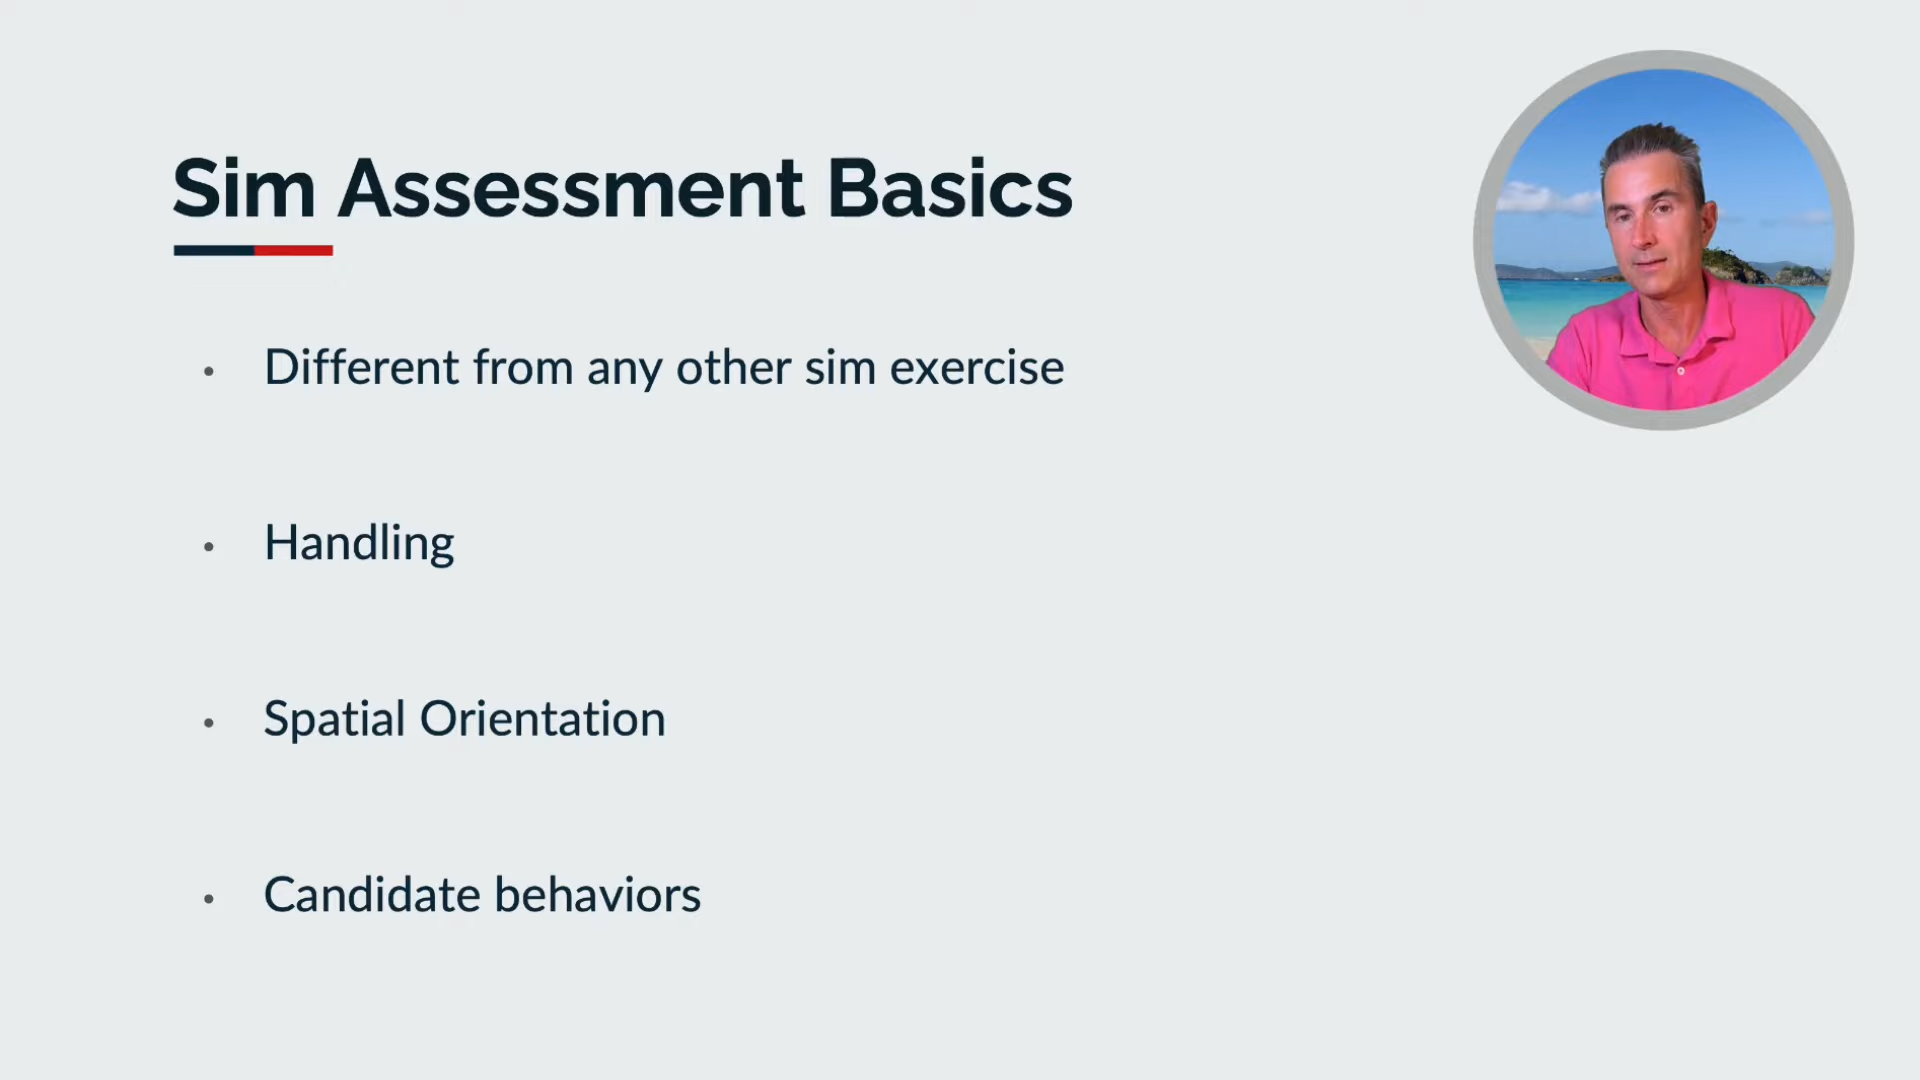 Sim Assessment Basics
Different from any other sim exercise
Handling
Spatial Orientation
Candidate behaviors